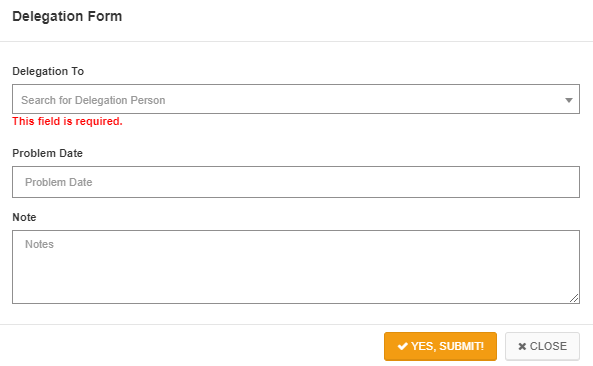 Delegation Form
Delegation To
Search for Delegation Person
This field is required.
Problem Date
Problem Date
Note
Notes
YES, SUBMIT! CLOSE